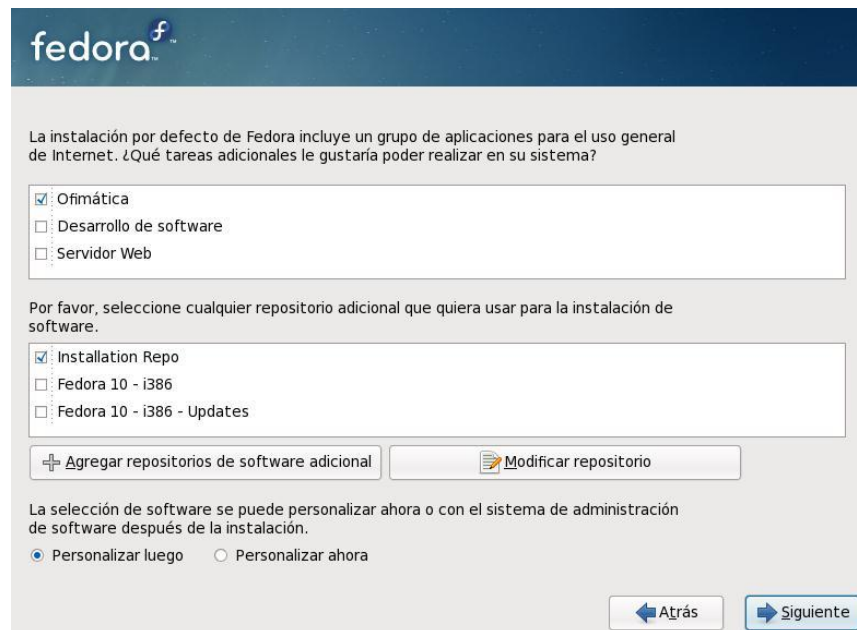 fedora
La instalación por defecto de Fedora incluye un grupo de aplicaciones para el uso general
de Internet. ¿Qué tareas adicionales le gustaría poder realizar en su sistema?
Ofimática
Desarrollo de software
Servidor Web
Por favor, seleccione cualquier repositorio adicional que quiera usar para la instalación de
software.
Installation Repo
Fedora 10 - i386
Fedora 10 - i386 - Updates
Agregar repositorios de software adicional
Modificar repositorio
La selección de software se puede personalizar ahora o con el sistema de administración
de software después de la instalación.
Personalizar luego
Personalizar ahora
Atrás
Siguiente